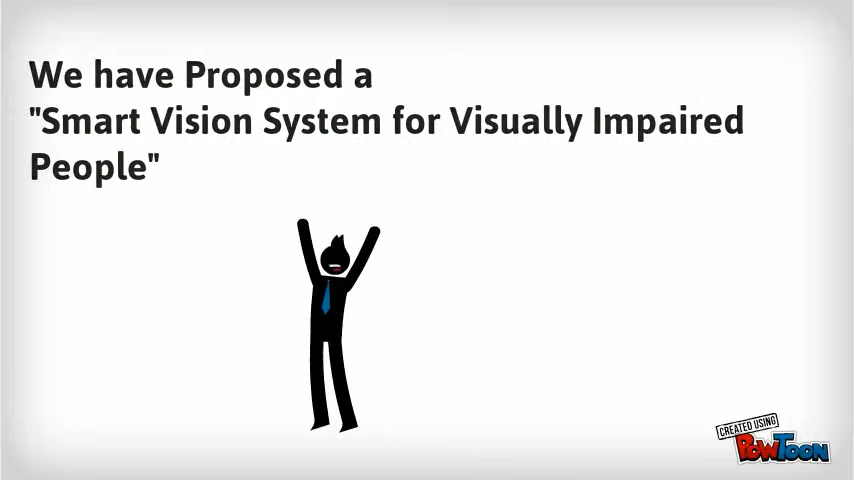 We have Proposed a
"Smart Vision System for Visually Impaired
People"
CREATED USING
POWTOON